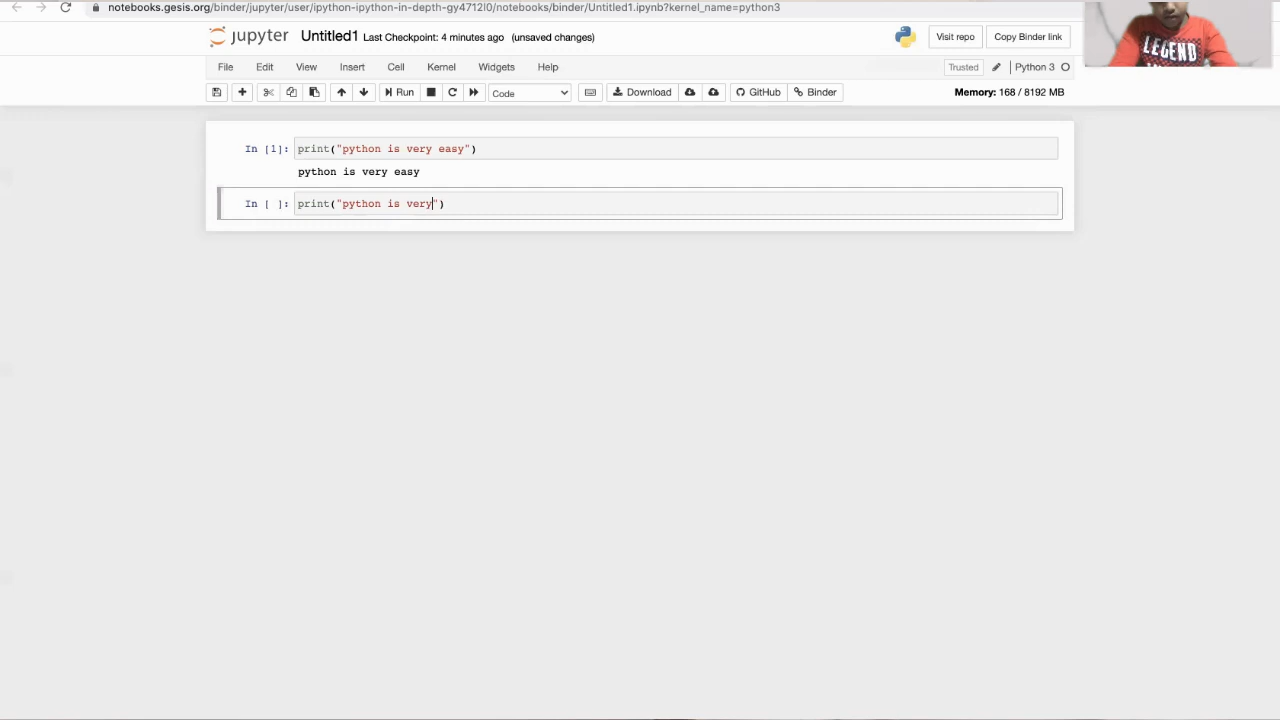 notebooks.gesis.org/binder/jupyter/user/ipython-ipython-in-depth-gy4712l0/notebooks/binder/Untitled1.ipynb?kernel_name=python3
jupyter Untitled1 Last Checkpoint: 4 minutes ago (unsaved changes) Visit repo Copy Binder link
LEGEND
File Edit View Insert Cell Kernel Widgets Help Trusted Python 3
Run Code Download GitHub Binder Memory: 168 / 8192 MB
In [1]: print("python is very easy")
python is very easy
In [ ]: print("python is very")